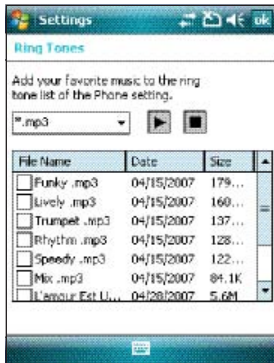 Settings ok
Ring Tones
Add your favorite music to the ring
tone list of the Phone setting.
*.mp3
File Name Date Size
Funky .mp3 04/15/2007 179...
Lively .mp3 04/15/2007 160...
Trumpet .mp3 04/15/2007 137...
Rhythm .mp3 04/15/2007 128...
Speedy .mp3 04/15/2007 122...
Mix .mp3 04/15/2007 84.1K
L'amour Est U... 04/28/2007 5.6M